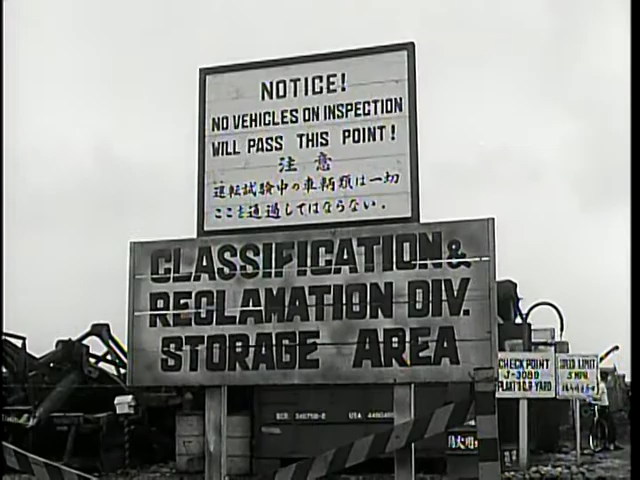 NOTICE!
NO VEHICLES ON INSPECTION
WILL PASS THIS POINT!
注意
運転試験中の車輌類は一切
ここを通過してはならない。
CLASSIFICATION &
RECLAMATION DIV.
STORAGE AREA
CHECK POINT
J-3080
SPEED LIMIT
5 MPH
USA